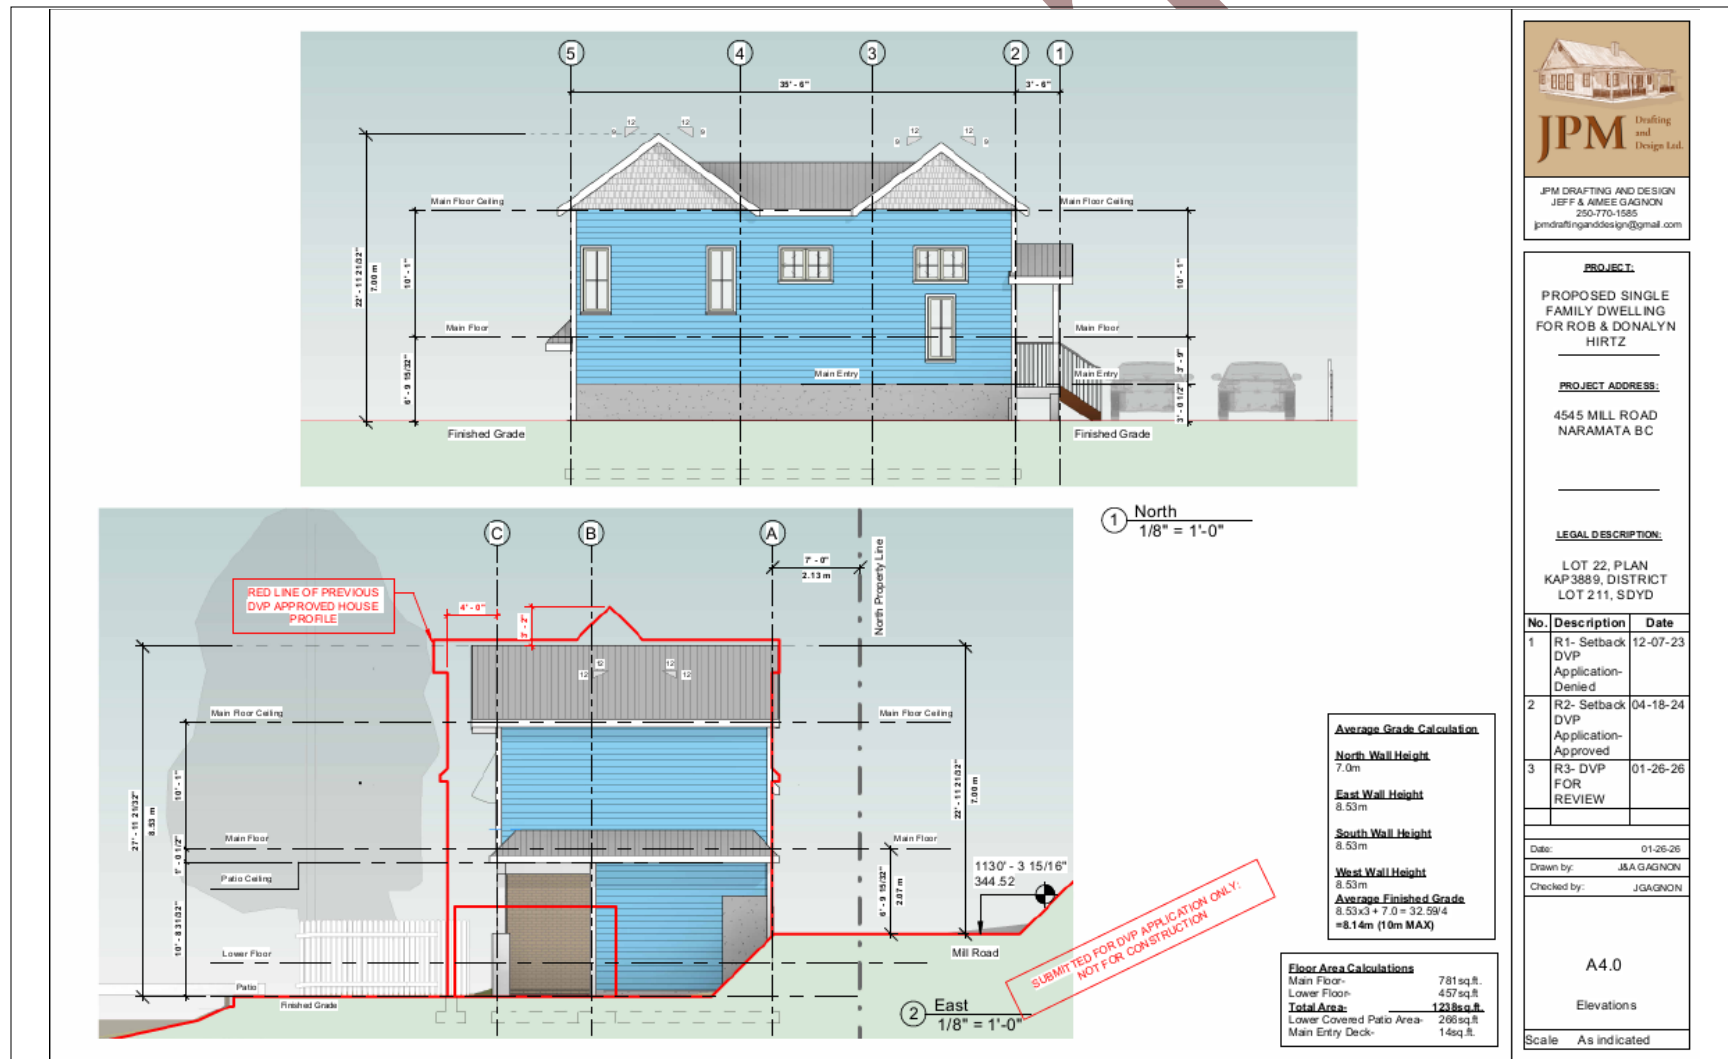 5
4
3
2
1
35' - 6"
3' - 6"
12
12
9
9
12
12
9
9
Main Floor Ceiling
Main Floor Ceiling
22' - 11 21/32"
7.00 m
10' - 1"
10' - 1"
Main Floor
Main Floor
6' - 9 15/32"
3' - 9"
Main Entry
Main Entry
3' - 0 1/2"
Finished Grade
Finished Grade
1
North
1/8" = 1'-0"
C
B
A
7' - 0"
2.13 m
North Property Line
RED LINE OF PREVIOUS
DVP APPROVED HOUSE
PROFILE
4' - 0"
3' - 2"
12
12
12
12
Main Floor Ceiling
Main Floor Ceiling
27' - 11 21/32"
8.53 m
10' - 1"
22' - 11 21/32"
7.00 m
Main Floor
Main Floor
1' - 0 1/2"
Patio Ceiling
6' - 9 15/32"
2.07 m
1130' - 3 15/16"
344.52
10' - 8 31/32"
Lower Floor
Mill Road
Patio
Finished Grade
SUBMITTED FOR DVP APPLICATION ONLY:
NOT FOR CONSTRUCTION
2
East
1/8" = 1'-0"
Average Grade Calculation
North Wall Height
7.0m
East Wall Height
8.53m
South Wall Height
8.53m
West Wall Height
8.53m
Average Finished Grade
8.53x3 + 7.0 = 32.59/4
=8.14m (10m MAX)
Floor Area Calculations
Main Floor- 781sq.ft.
Lower Floor- 457sq.ft
Total Area- 1238sq.ft.
Lower Covered Patio Area- 266sq.ft
Main Entry Deck- 14sq.ft.
JPM
Drafting
and
Design Ltd.
JPM DRAFTING AND DESIGN
JEFF & AIMEE GAGNON
250-770-1585
jpmdraftinganddesign@gmail.com
PROJECT:
PROPOSED SINGLE
FAMILY DWELLING
FOR ROB & DONALYN
HIRTZ
PROJECT ADDRESS:
4545 MILL ROAD
NARAMATA BC
LEGAL DESCRIPTION:
LOT 22, PLAN
KAP3889, DISTRICT
LOT 211, SDYD
No. Description Date
1 R1- Setback 12-07-23
DVP
Application-
Denied
2 R2- Setback 04-18-24
DVP
Application-
Approved
3 R3- DVP 01-26-26
FOR
REVIEW
Date: 01-26-26
Drawn by: J&A GAGNON
Checked by: JGAGNON
A4.0
Elevations
Scale As indicated